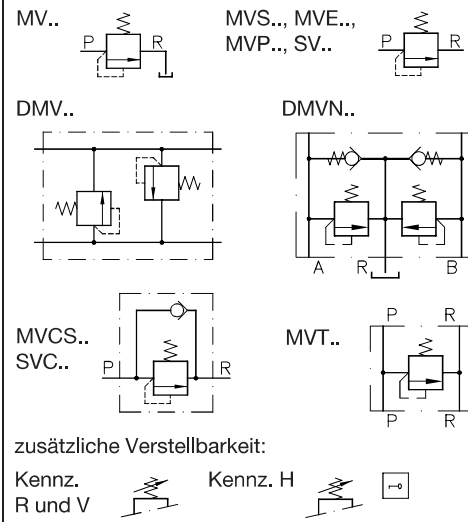 MV..
P R
MVS.., MVE..,
MVP.., SV..
P R
DMV..
DMVN..
A R B
MVCS..
SVC..
P R
MVT..
P R
P R
zusätzliche Verstellbarkeit:
Kennz.
R und V
Kennz. H